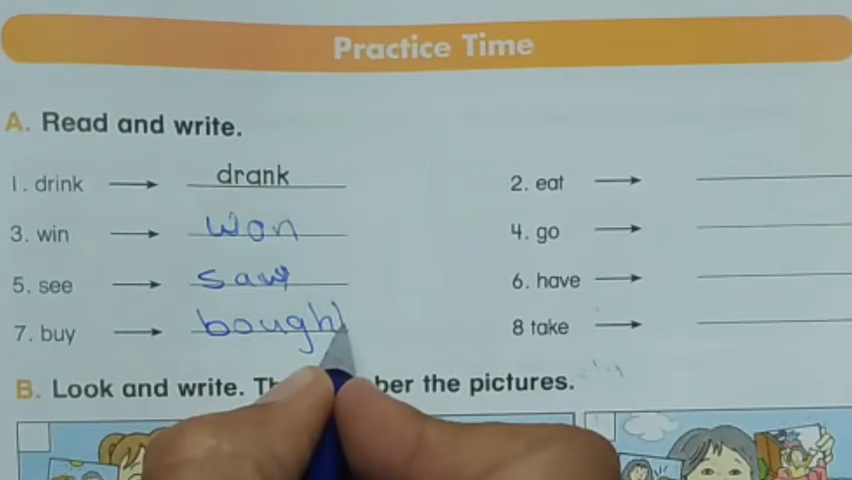 Practice Time
A. Read and write.
1. drink → drank 2. eat →
3. win → won 4. go →
5. see → saw 6. have →
7. buy → bough 8 take →
B. Look and write. Th ber the pictures.